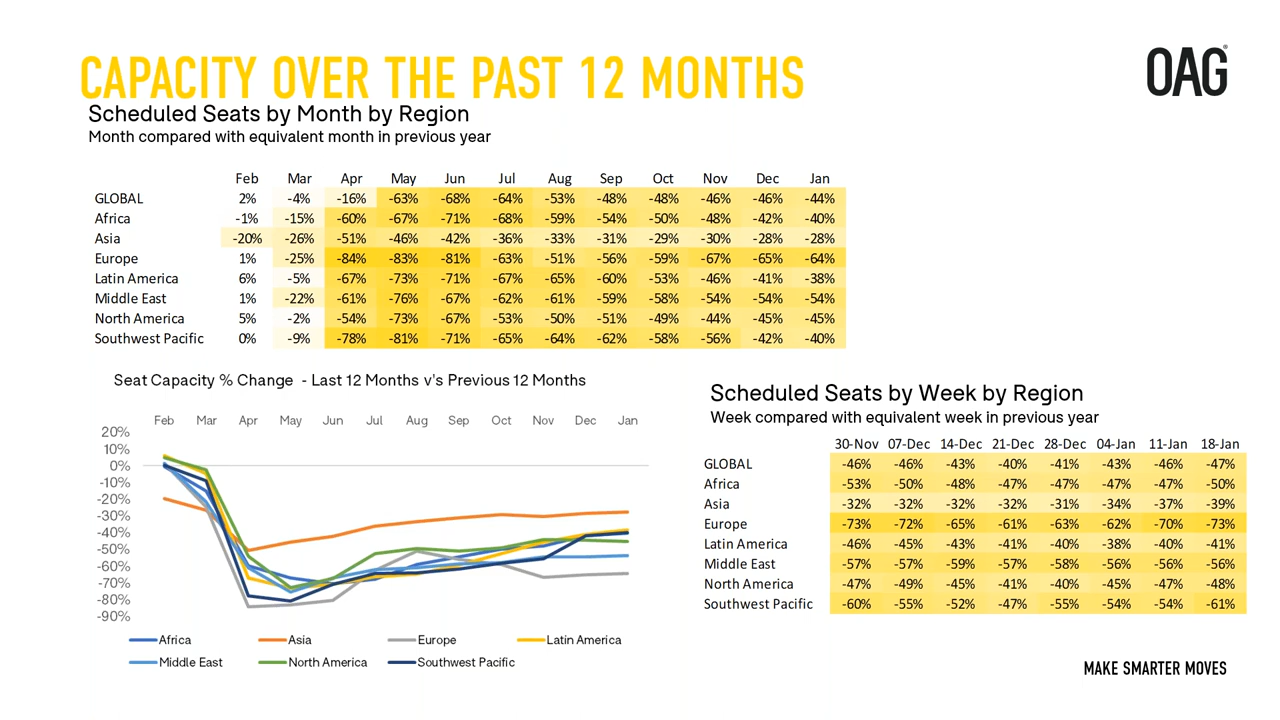 CAPACITY OVER THE PAST 12 MONTHS
OAG®
Scheduled Seats by Month by Region
Month compared with equivalent month in previous year
Feb Mar Apr May Jun Jul Aug Sep Oct Nov Dec Jan
GLOBAL 2% -4% -16% -63% -68% -64% -53% -48% -48% -46% -46% -44%
Africa -1% -15% -60% -67% -71% -68% -59% -54% -50% -48% -42% -40%
Asia -20% -26% -51% -46% -42% -36% -33% -31% -29% -30% -28% -28%
Europe 1% -25% -84% -83% -81% -63% -51% -56% -59% -67% -65% -64%
Latin America 6% -5% -67% -73% -71% -67% -65% -60% -53% -46% -41% -38%
Middle East 1% -22% -61% -76% -67% -62% -61% -59% -58% -54% -54% -54%
North America 5% -2% -54% -73% -67% -53% -50% -51% -49% -44% -45% -45%
Southwest Pacific 0% -9% -78% -81% -71% -65% -64% -62% -58% -56% -42% -40%
Seat Capacity % Change - Last 12 Months v's Previous 12 Months
Feb Mar Apr May Jun Jul Aug Sep Oct Nov Dec Jan
20%
10%
0%
-10%
-20%
-30%
-40%
-50%
-60%
-70%
-80%
-90%
Africa Asia Europe Latin America
Middle East North America Southwest Pacific
Scheduled Seats by Week by Region
Week compared with equivalent week in previous year
30-Nov 07-Dec 14-Dec 21-Dec 28-Dec 04-Jan 11-Jan 18-Jan
GLOBAL -46% -46% -43% -40% -41% -43% -46% -47%
Africa -53% -50% -48% -47% -47% -47% -47% -50%
Asia -32% -32% -32% -32% -31% -34% -37% -39%
Europe -73% -72% -65% -61% -63% -62% -70% -73%
Latin America -46% -45% -43% -41% -40% -38% -40% -41%
Middle East -57% -57% -59% -57% -58% -56% -56% -56%
North America -47% -49% -45% -41% -40% -45% -47% -48%
Southwest Pacific -60% -55% -52% -47% -55% -54% -54% -61%
MAKE SMARTER MOVES